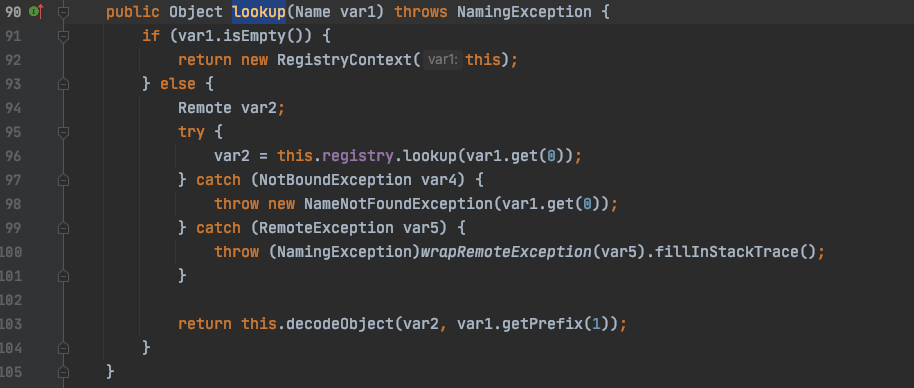 90 public Object lookup(Name var1) throws NamingException {
91 if (var1.isEmpty()) {
92 return new RegistryContext( var1: this);
93 } else {
94 Remote var2;
95 try {
96 var2 = this.registry.lookup(var1.get(0));
97 } catch (NotBoundException var4) {
98 throw new NameNotFoundException(var1.get(0));
99 } catch (RemoteException var5) {
100 throw (NamingException)wrapRemoteException(var5).fillInStackTrace();
101 }
102
103 return this.decodeObject(var2, var1.getPrefix(1));
104 }
105 }